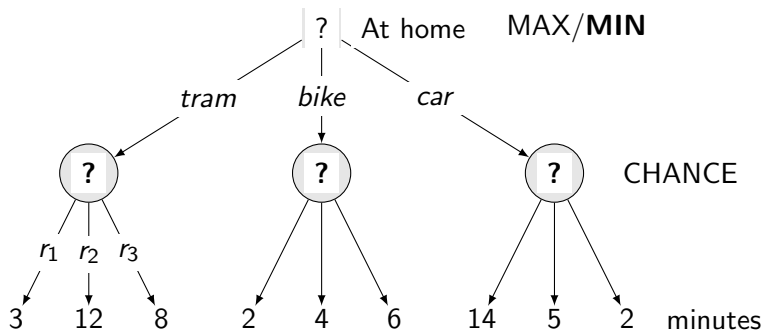 ? At home MAX/MIN
tram bike car
? ? ? CHANCE
r1 r2 r3
3 12 8 2 4 6 14 5 2 minutes